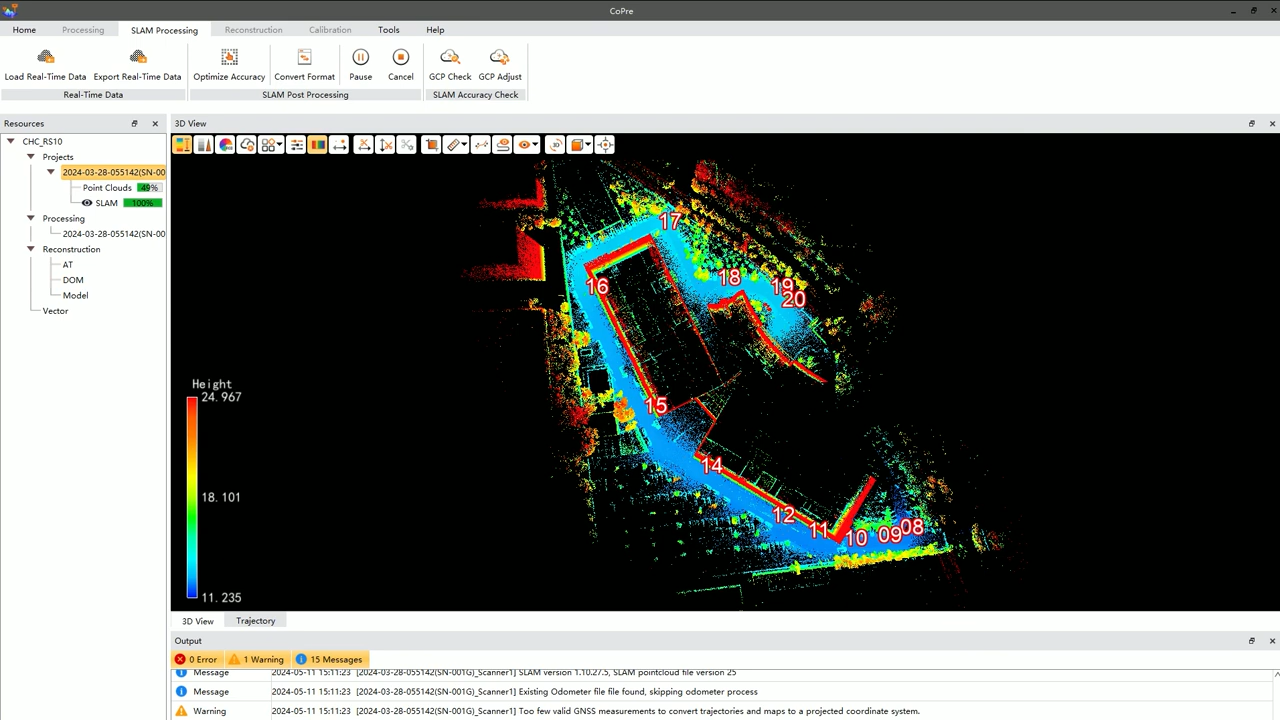 CoPre
Home Processing SLAM Processing Reconstruction Calibration Tools Help
Load Real-Time Data Export Real-Time Data Optimize Accuracy Convert Format Pause Cancel GCP Check GCP Adjust
Real-Time Data SLAM Post Processing SLAM Accuracy Check
Resources
3D View
CHC_RS10
Projects
2024-03-28-055142(SN-00
Point Clouds 49%
SLAM 100%
Processing
2024-03-28-055142(SN-00
Reconstruction
AT
DOM
Model
Vector
17
18
19
16
20
Height
24.967
15
14
18.101
12
11
10
09
08
11.235
3D View Trajectory
Output
0 Error 1 Warning 15 Messages
Message 2024-05-11 15:11:23 [2024-03-28-055142(SN-001G)_Scanner1] SLAM version 1.10.27.5, SLAM pointcloud file version 25
Message 2024-05-11 15:11:23 [2024-03-28-055142(SN-001G)_Scanner1] Existing Odometer file file found, skipping odometer process
Warning 2024-05-11 15:11:23 [2024-03-28-055142(SN-001G)_Scanner1] Too few valid GNSS measurements to convert trajectories and maps to a projected coordinate system.